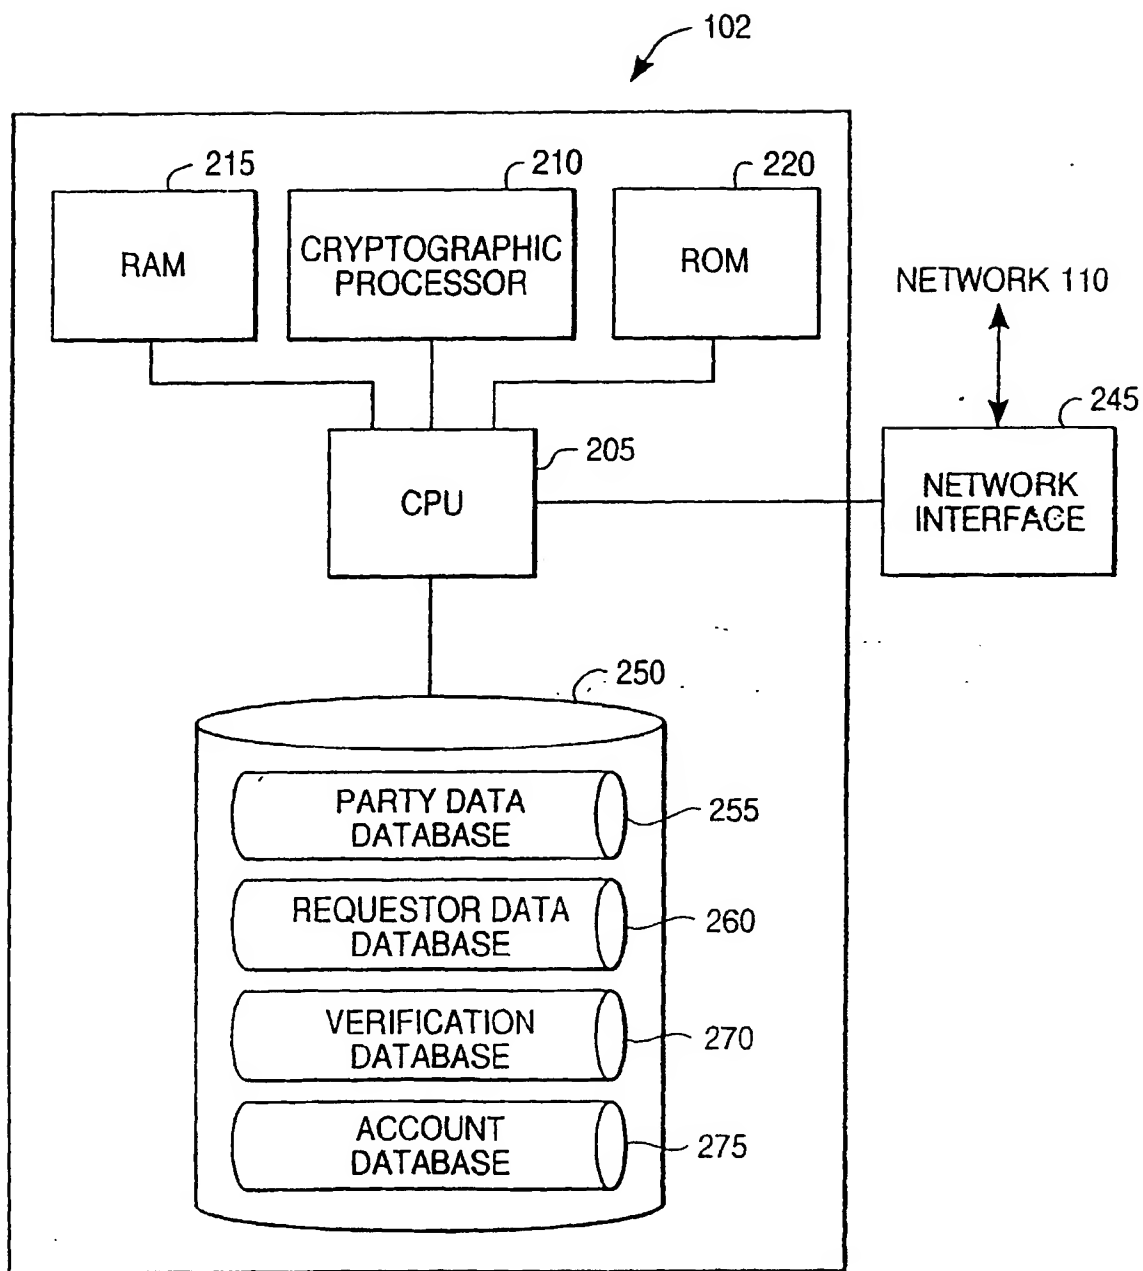 102
215
210
220
RAM
CRYPTOGRAPHIC
PROCESSOR
ROM
NETWORK 110
245
205
CPU
NETWORK
INTERFACE
250
PARTY DATA
DATABASE
255
REQUESTOR DATA
DATABASE
260
VERIFICATION
DATABASE
270
ACCOUNT
DATABASE
275